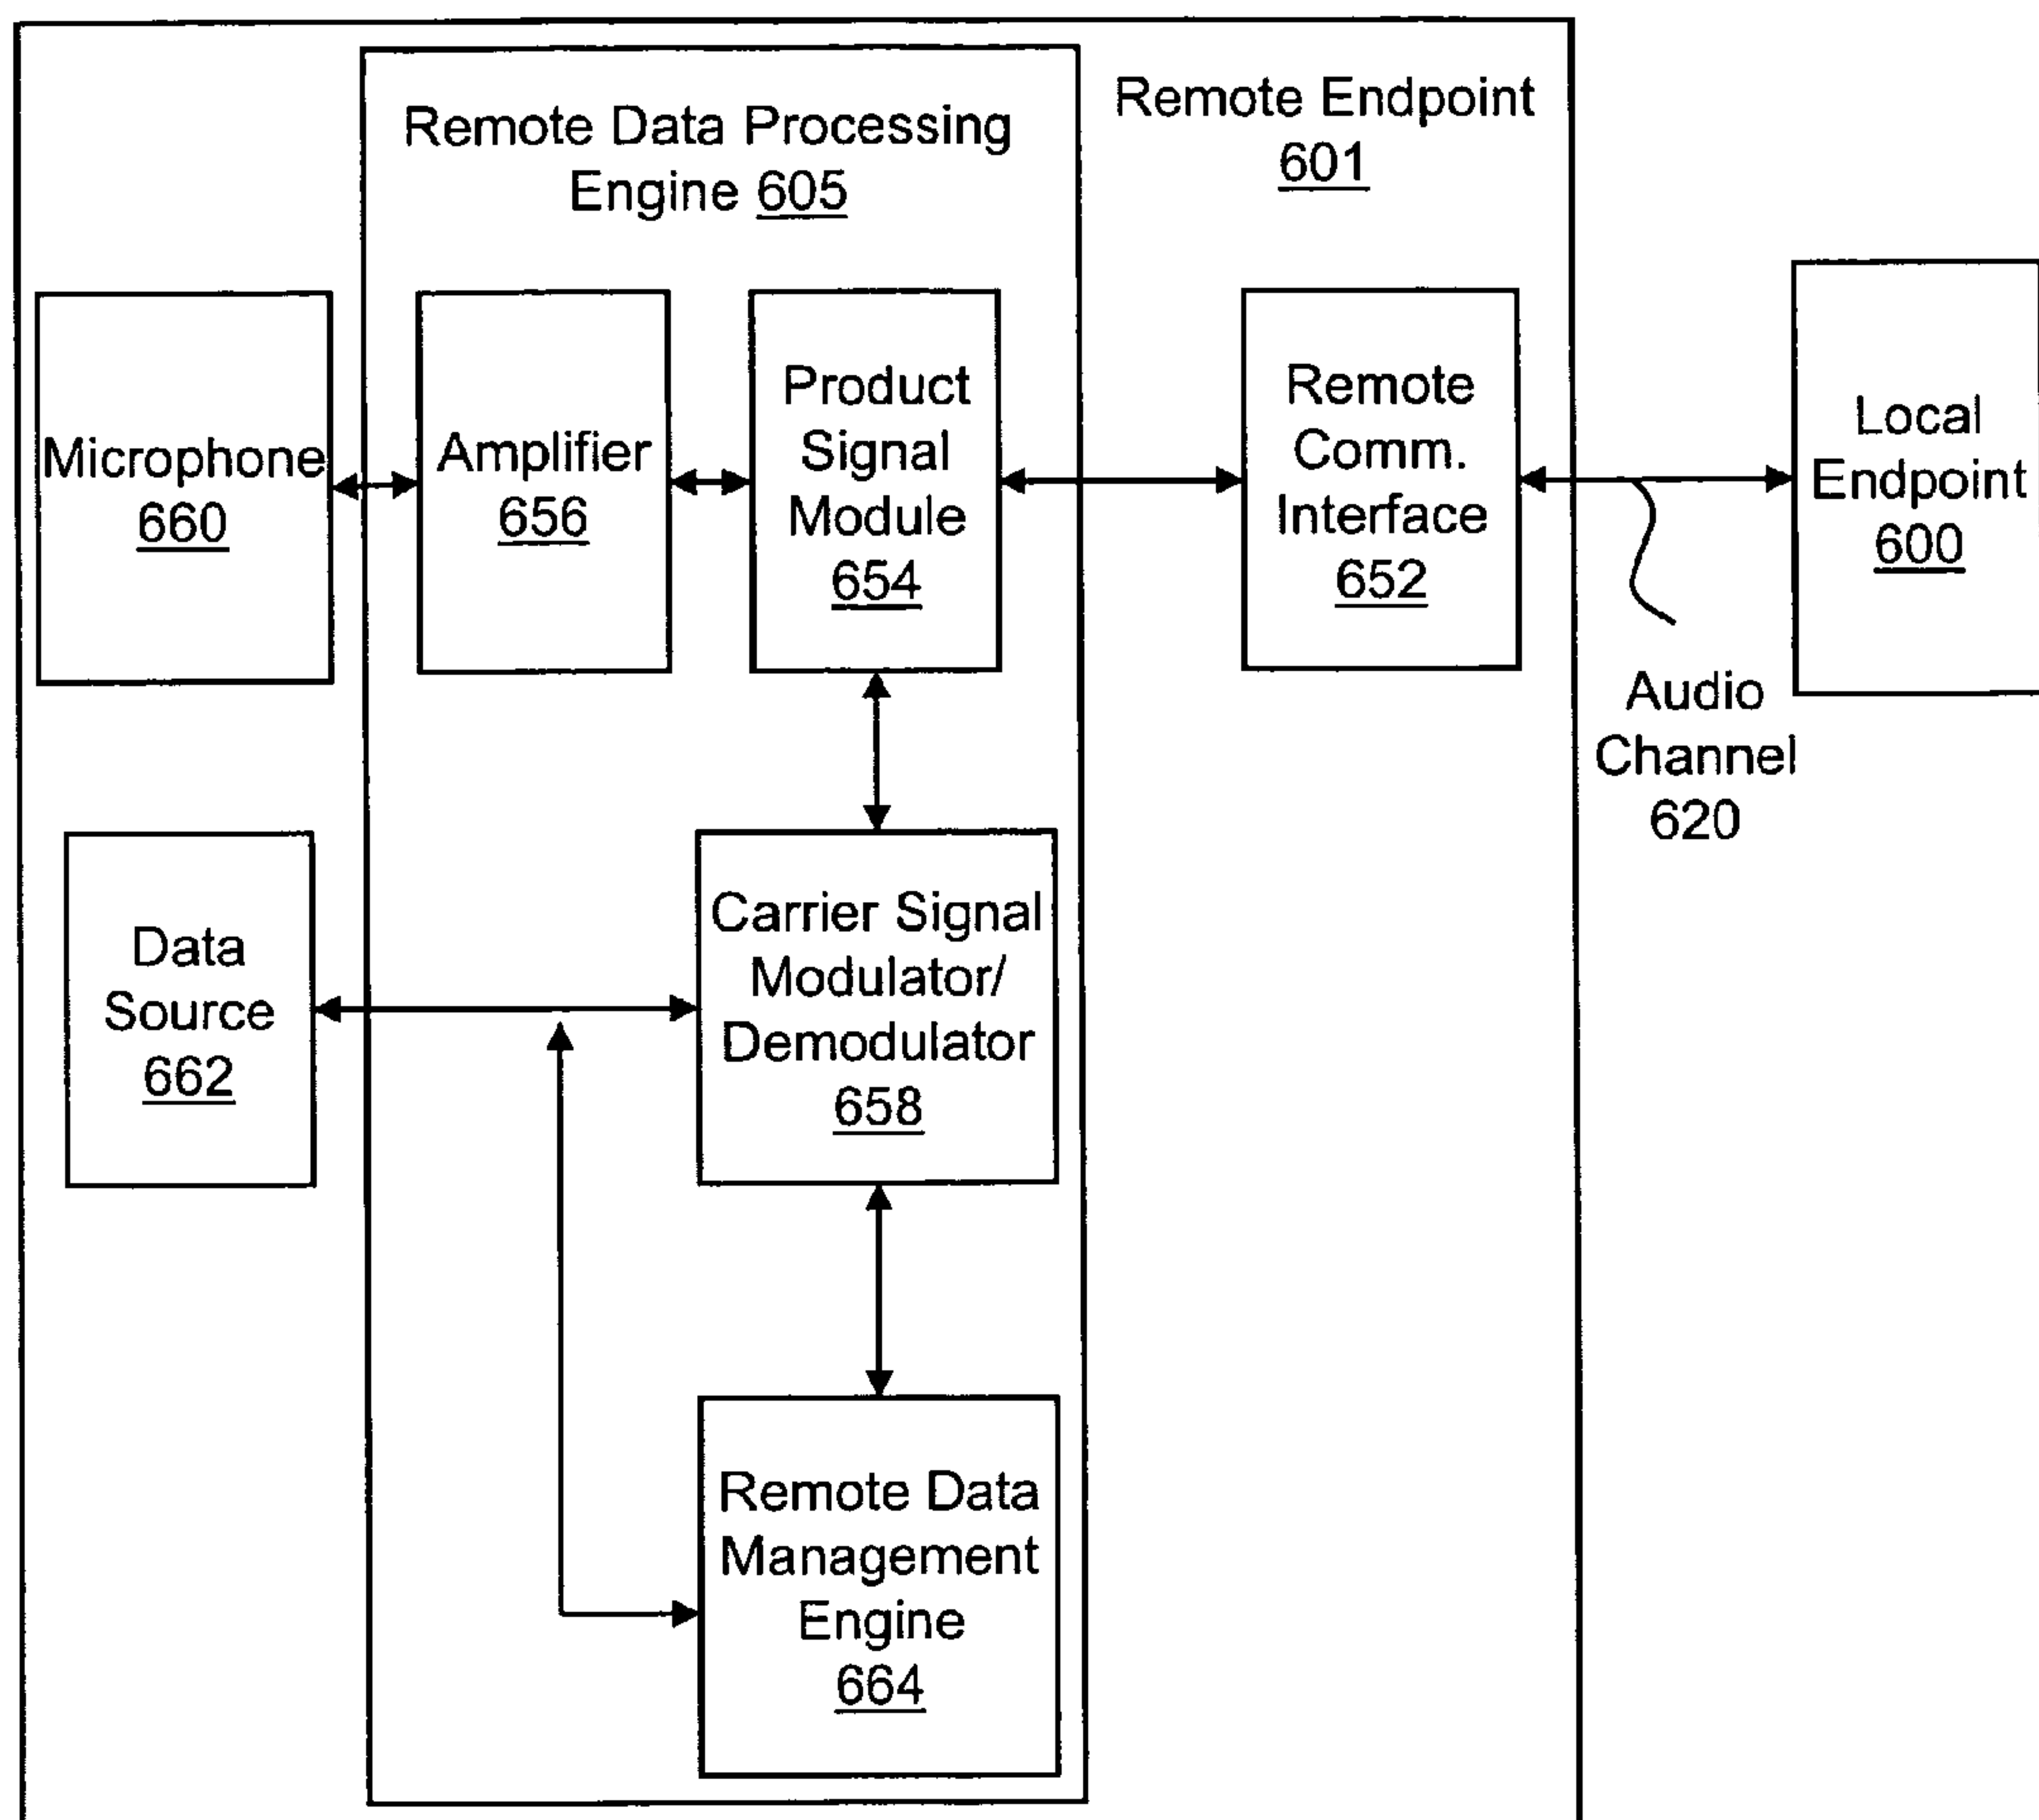 Remote Data Processing
Engine 605
Remote Endpoint
601
Microphone
660
Amplifier
656
Product
Signal
Module
654
Remote
Comm.
Interface
652
Local
Endpoint
600
Audio
Channel
620
Data
Source
662
Carrier Signal
Modulator/
Demodulator
658
Remote Data
Management
Engine
664